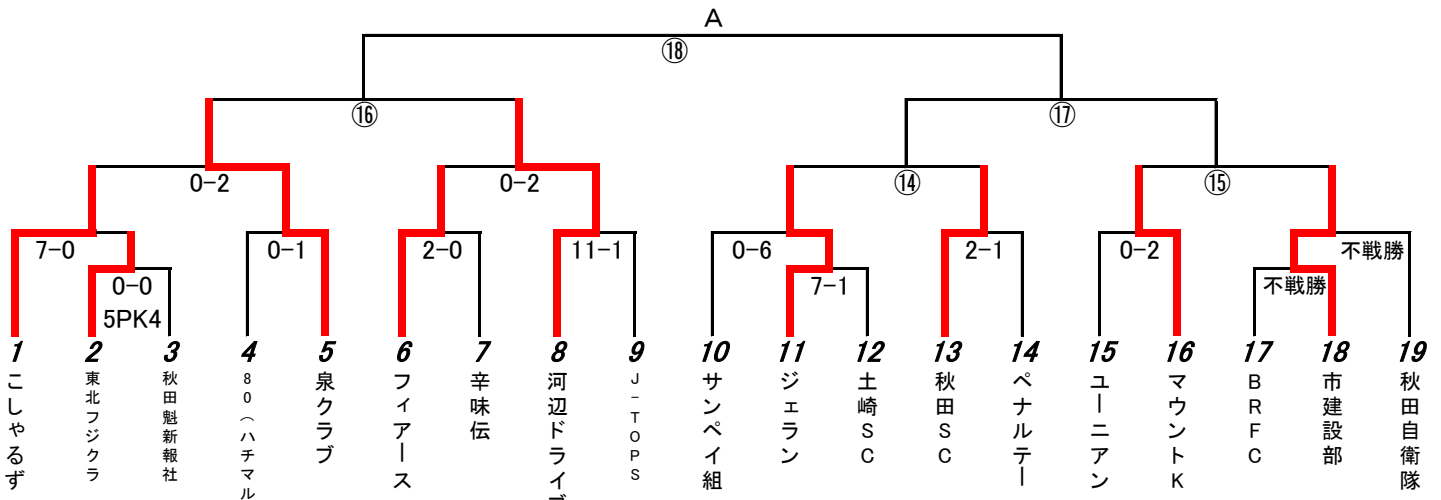 A
⑱
⑯
⑰
0-2
0-2
⑭
⑮
7-0
0-1
2-0
11-1
0-6
2-1
0-2
不戦勝
0-0
7-1
不戦勝
5PK4
1
2
3
4
5
6
7
8
9
10
11
12
13
14
15
16
17
18
19
こしゃるず
東北フジクラ
秋田魁新報社
80(ハチマル
泉クラブ
フィアース
辛味伝
河辺ドライブ
J-TOPS
サンペイ組
ジェラン
土崎SC
秋田SC
ペナルテー
ユーニアン
マウントK
BRFC
市建設部
秋田自衛隊